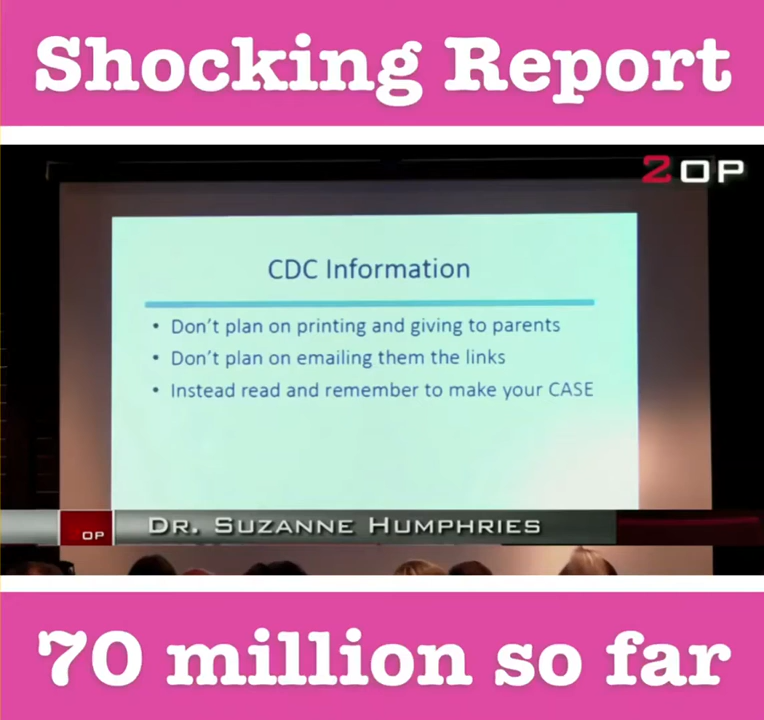 Shocking Report
2OP
CDC Information
• Don't plan on printing and giving to parents
• Don't plan on emailing them the links
• Instead read and remember to make your CASE
OP
DR. SUZANNE HUMPHRIES
70 million so far